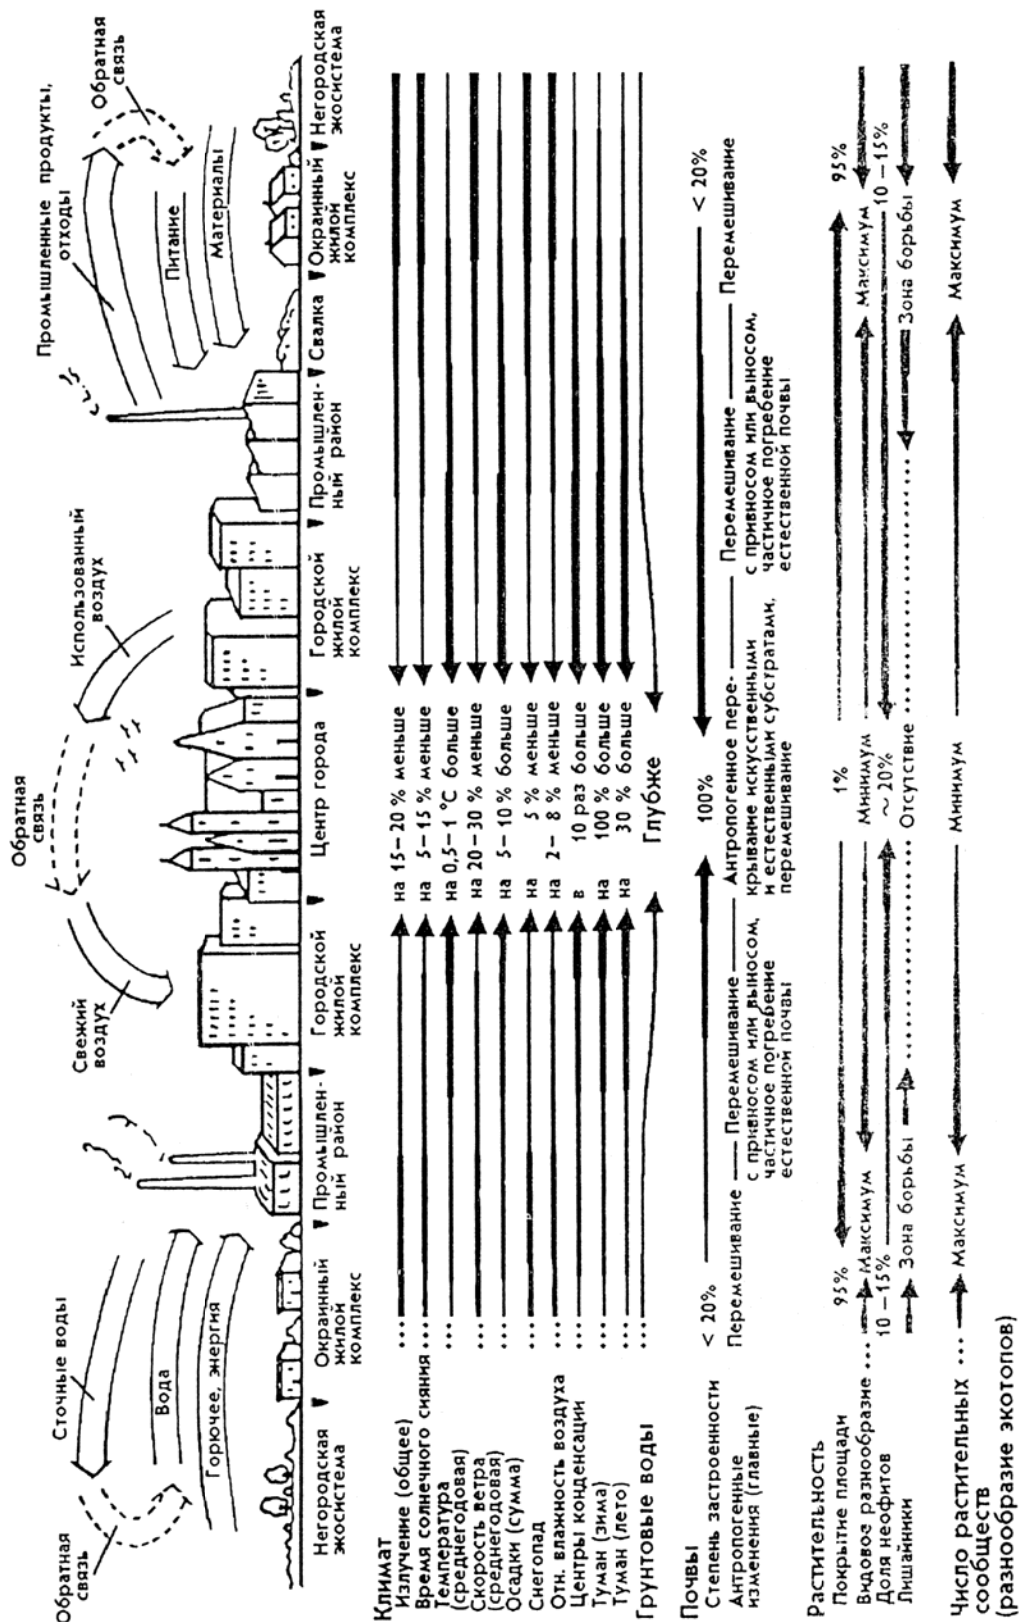 Обратная
связь
Сточные воды
Вода
Горючее, энергия
Свежий
воздух
Обратная
связь
Использованный
воздух
Промышленные продукты,
отходы
Питание
Материалы
Обратная
связь
Негородская
экосистема
Окраинный
жилой
комплекс
Промышлен-
ный район
Городской
жилой
комплекс
Центр города
Городской
жилой
комплекс
Промышлен-
ный район
Свалка
Окраинный
жилой
комплекс
Негородская
экосистема
Климат
Излучение (общее) ... на 15–20 % меньше
Время солнечного сияния ... на 5–15 % меньше
Температура
(среднегодовая) ... на 0,5–1 °C больше
Скорость ветра
(среднегодовая) ... на 20–30 % меньше
Осадки (сумма) ... на 5–10 % больше
Снегопад ... на 5 % меньше
Отн. влажность воздуха ... на 2–8 % меньше
Центры конденсации ... в 10 раз больше
Туман (зима) ... на 100 % больше
Туман (лето) ... на 30 % больше
Грунтовые воды Глубже
Почвы
Степень застроенности < 20% 100% < 20%
Антропогенные
изменения (главные)
Перемешивание
Перемешивание
с привносом или выносом,
частичное погребение
естественной почвы
Антропогенное пере-
крывание искусственными
и естественными субстратами,
перемешивание
Перемешивание
с привносом или выносом,
частичное погребение
естественной почвы
Перемешивание
Растительность
Покрытие площади 95% 1% 95%
Видовое разнообразие ... Максимум Минимум Максимум
Доля неофитов 10–15% ~ 20% 10–15%
Лишайники Зона борьбы Отсутствие Зона борьбы
Число растительных ... Максимум Минимум Максимум
сообществ
(разнообразие экотопов)